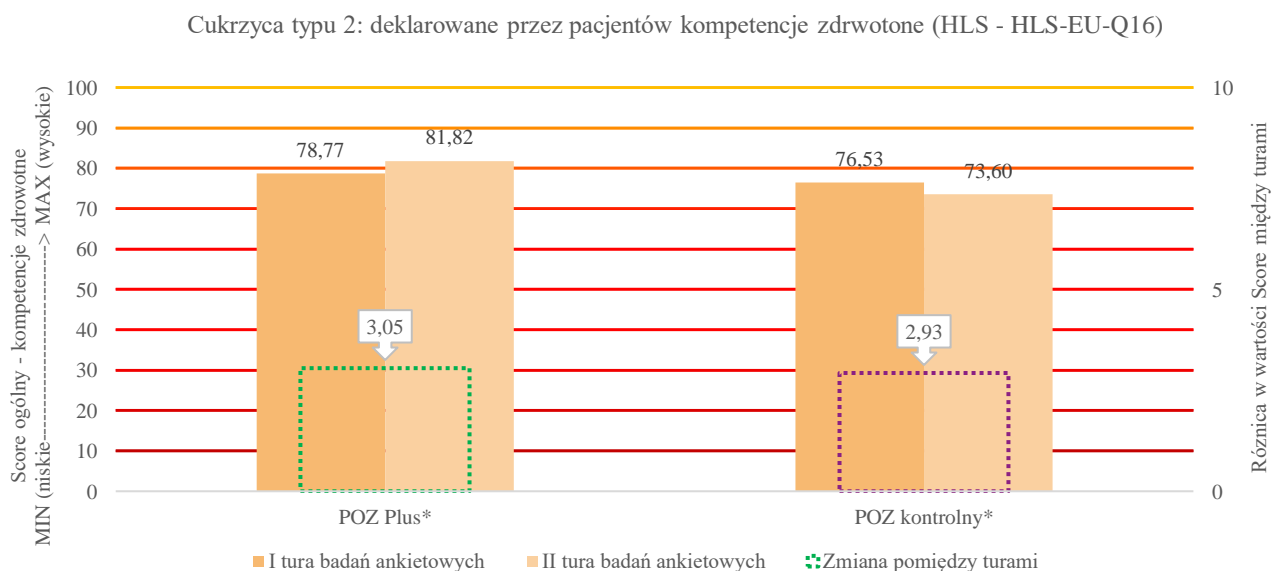 Cukrzyca typu 2: deklarowane przez pacjentów kompetencje zdrwotone (HLS - HLS-EU-Q16)
Score ogólny - kompetencje zdrowotne
MIN (niskie----------------------------> MAX (wysokie)
100
90
80
70
60
50
40
30
20
10
0
78,77
81,82
3,05
76,53
73,60
2,93
10
5
0
Róznica w wartości Score między turami
POZ Plus*
POZ kontrolny*
I tura badań ankietowych
II tura badań ankietowych
Zmiana pomiędzy turami